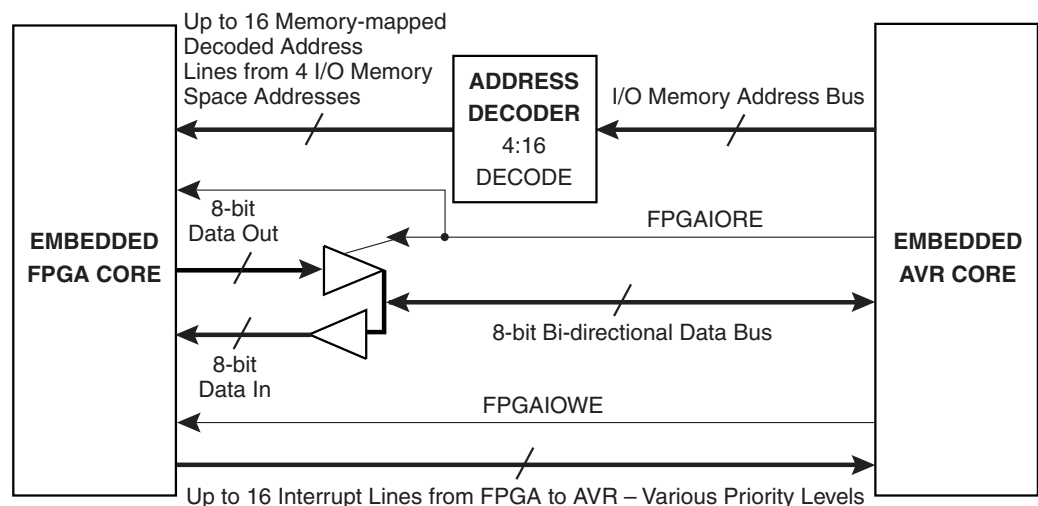 Up to 16 Memory-mapped
Decoded Address
Lines from 4 I/O Memory
Space Addresses
ADDRESS
DECODER
4:16
DECODE
I/O Memory Address Bus
8-bit
Data Out
FPGAIORE
EMBEDDED
FPGA CORE
EMBEDDED
AVR CORE
8-bit Bi-directional Data Bus
8-bit
Data In
FPGAIOWE
Up to 16 Interrupt Lines from FPGA to AVR – Various Priority Levels